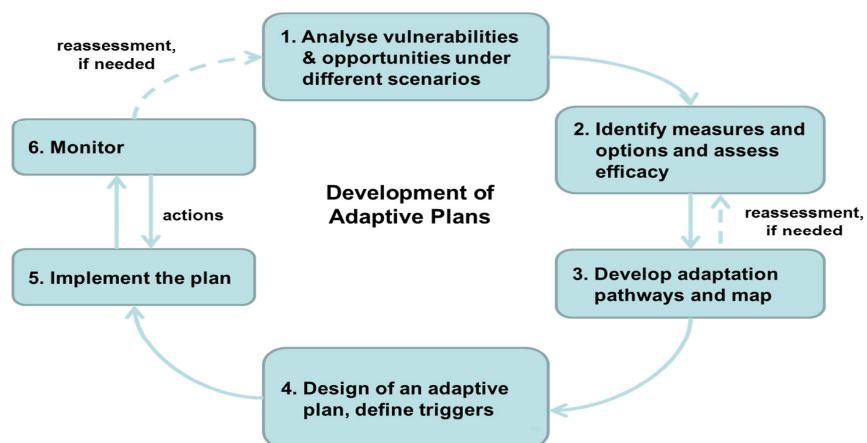 reassessment,
if needed
1. Analyse vulnerabilities
& opportunities under
different scenarios
2. Identify measures and
options and assess
efficacy
reassessment,
if needed
3. Develop adaptation
pathways and map
4. Design of an adaptive
plan, define triggers
5. Implement the plan
actions
6. Monitor
Development of
Adaptive Plans